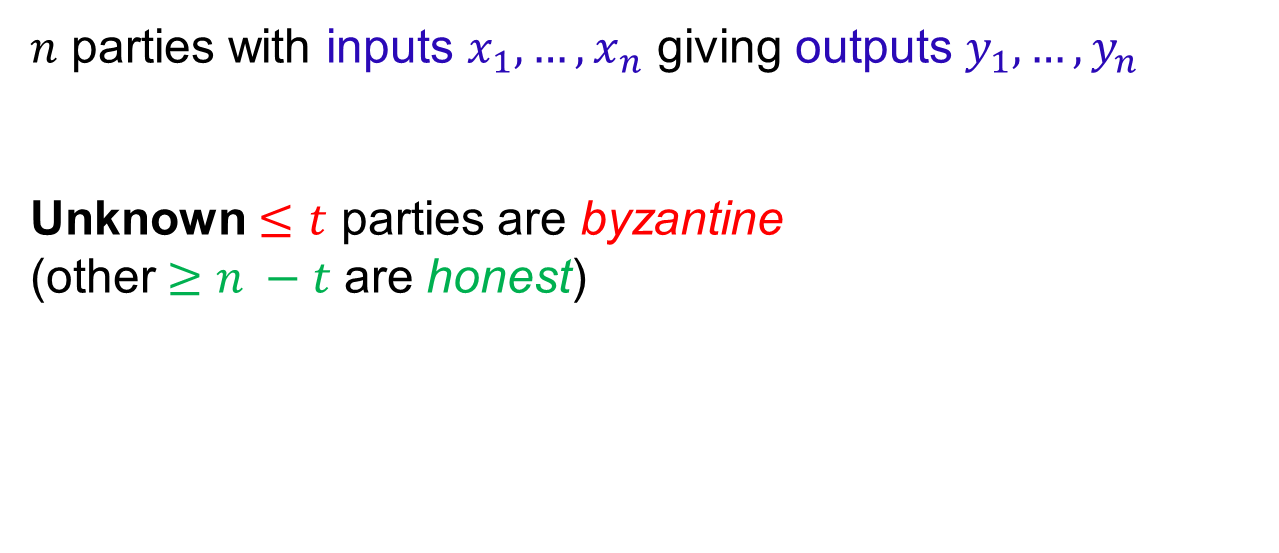 n parties with inputs x₁, … , xₙ giving outputs y₁, … , yₙ
Unknown ≤ t parties are byzantine
(other ≥ n − t are honest)